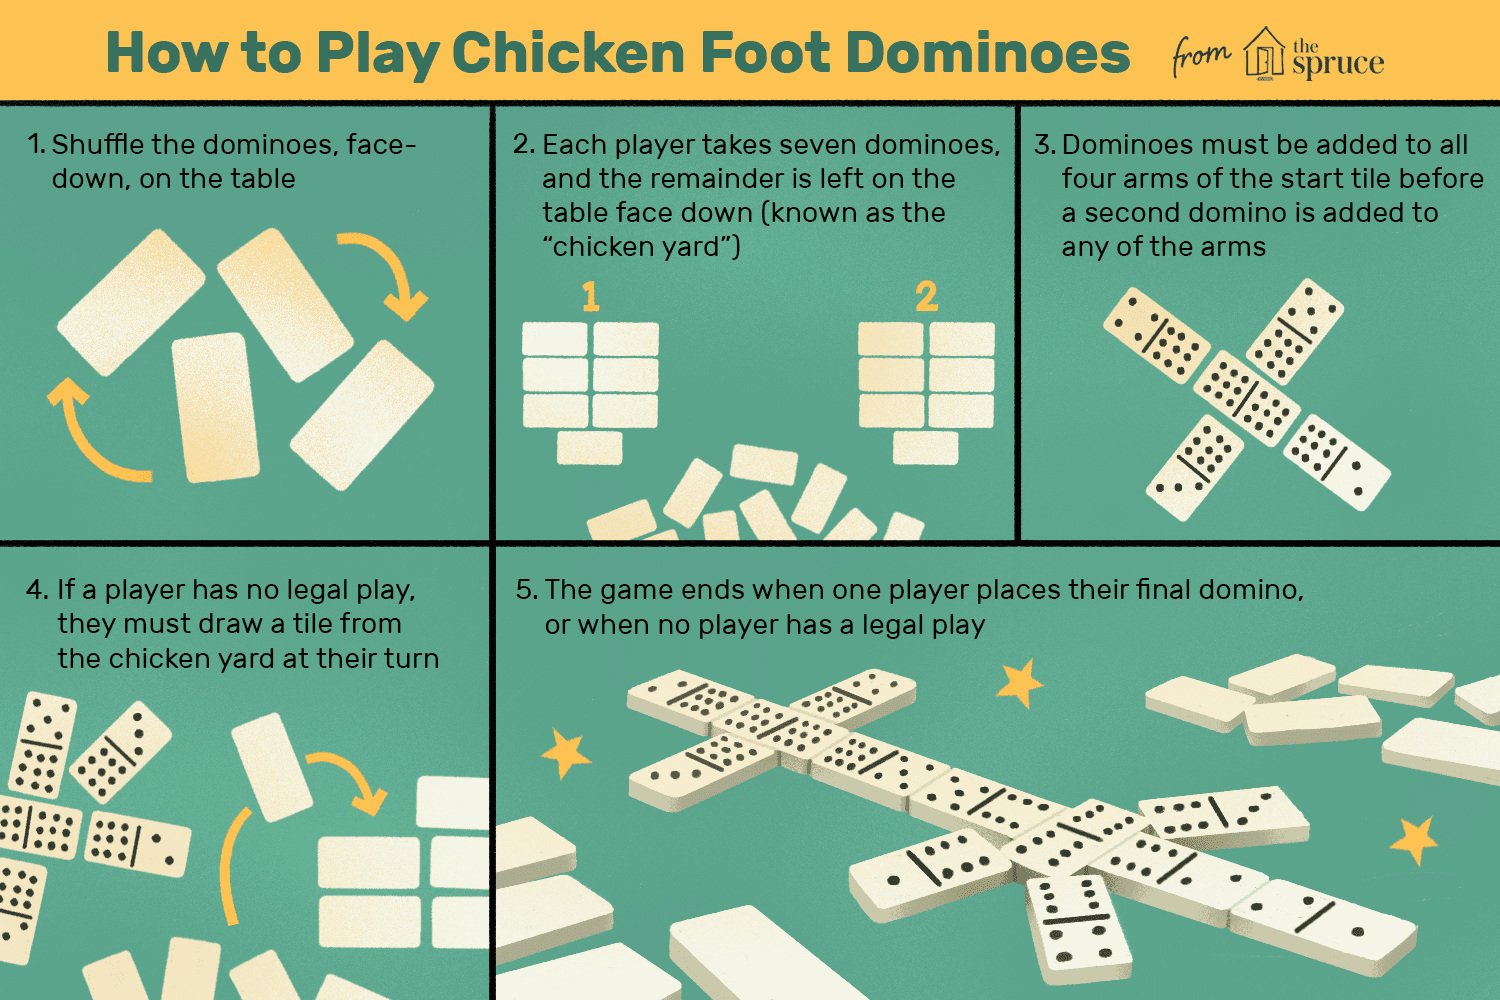 How to Play Chicken Foot Dominoes
from
the
spruce
1. Shuffle the dominoes, face-
down, on the table
2. Each player takes seven dominoes,
and the remainder is left on the
table face down (known as the
“chicken yard”)
1
2
3. Dominoes must be added to all
four arms of the start tile before
a second domino is added to
any of the arms
4. If a player has no legal play,
they must draw a tile from
the chicken yard at their turn
5. The game ends when one player places their final domino,
or when no player has a legal play